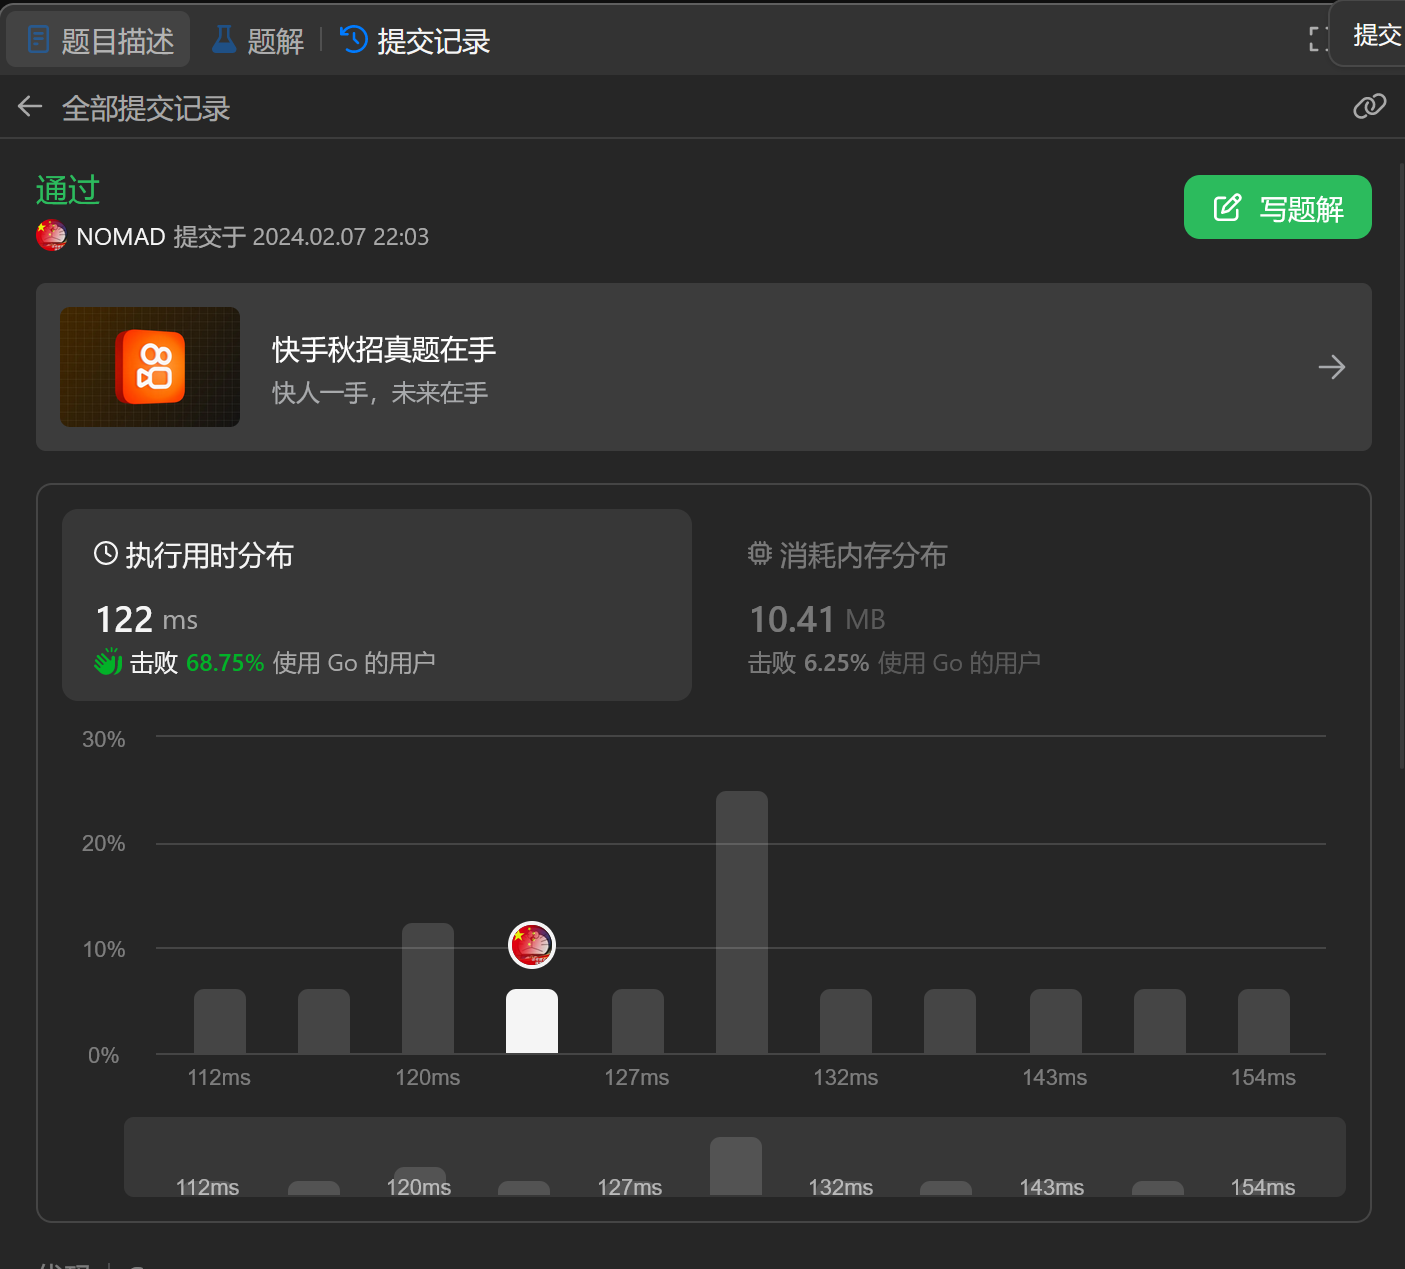 题目描述 题解 提交记录 提交
全部提交记录
通过
NOMAD 提交于 2024.02.07 22:03
写题解
快手秋招真题在手
快人一手，未来在手
执行用时分布
122 ms
击败 68.75% 使用 Go 的用户
消耗内存分布
10.41 MB
击败 6.25% 使用 Go 的用户
30%
20%
10%
0%
112ms 120ms 127ms 132ms 143ms 154ms
112ms 120ms 127ms 132ms 143ms 154ms